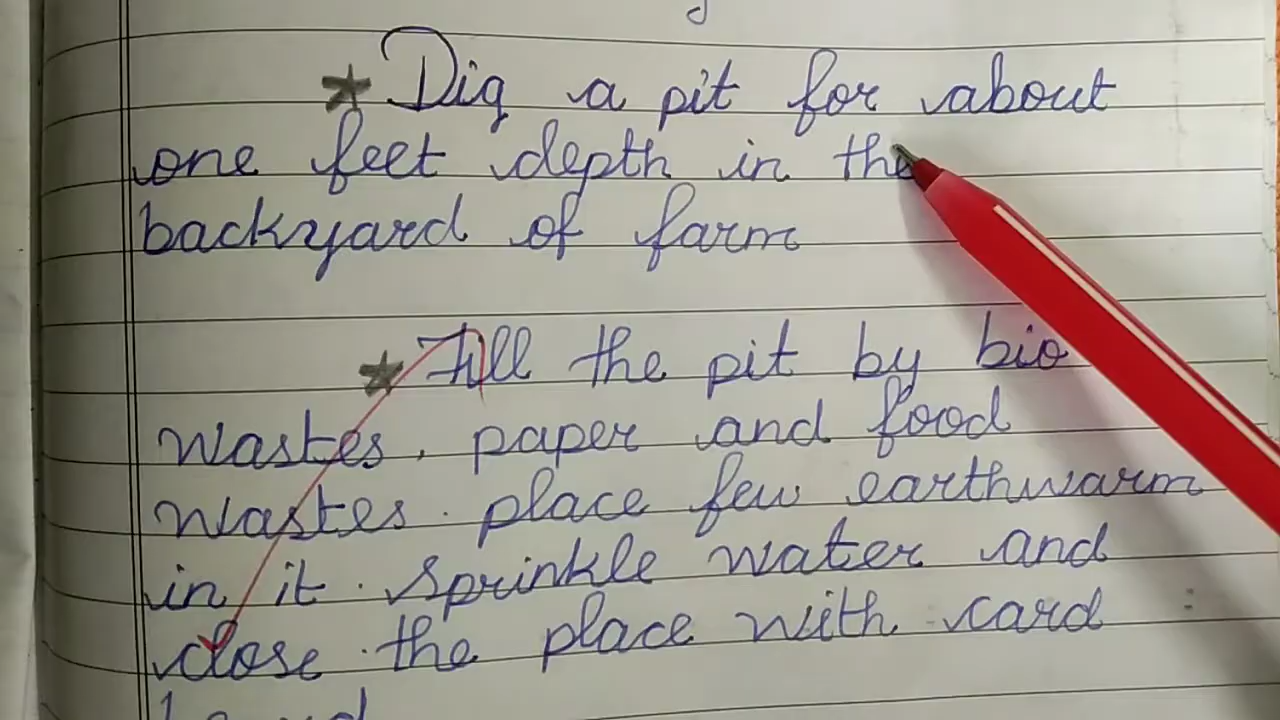 ★ Dig a pit for about
one feet depth in the
backyard of farm
★ Fill the pit by bio
wastes, paper and food
wastes. place few earthwarm
in it. Sprinkle water and
close the place with card